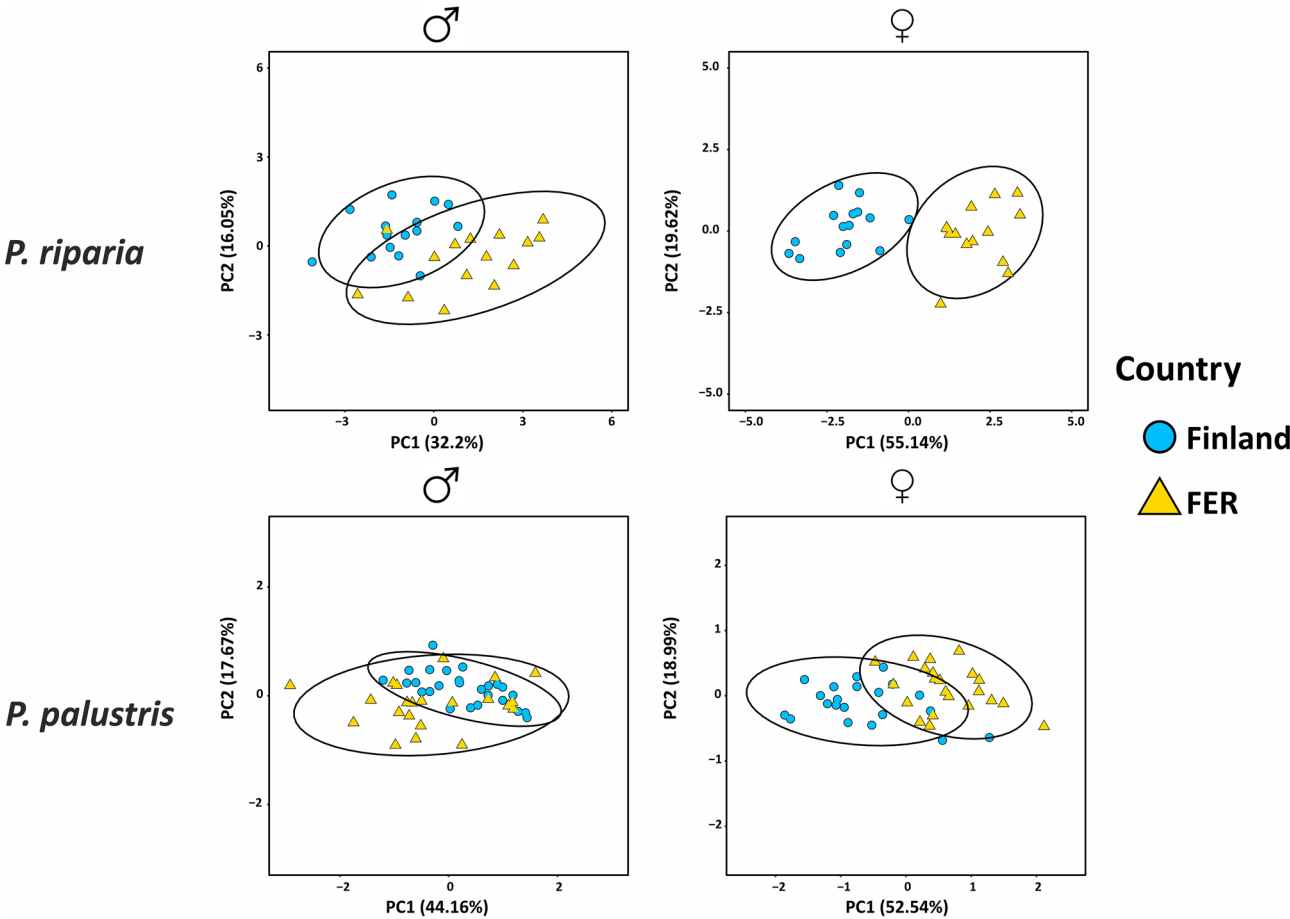 ♂
♀
P. riparia
6
3
0
−3
PC2 (16.05%)
−3
0
3
6
PC1 (32.2%)
5.0
2.5
0.0
−2.5
−5.0
PC2 (19.62%)
−5.0
−2.5
0.0
2.5
5.0
PC1 (55.14%)
Country
Finland
FER
♂
♀
P. palustris
2
0
−2
PC2 (17.67%)
−2
0
2
PC1 (44.16%)
2
1
0
−1
−2
PC2 (18.99%)
−2
−1
0
1
2
PC1 (52.54%)